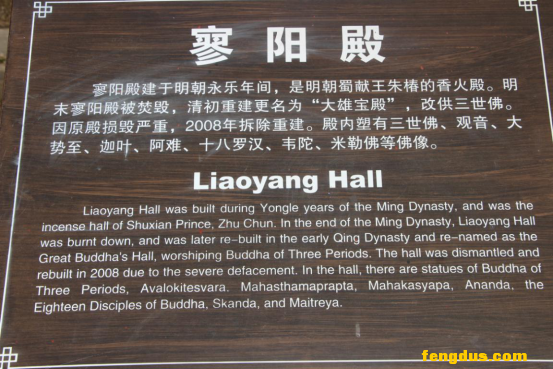 寥阳殿
寥阳殿建于明朝永乐年间，是明朝蜀献王朱椿的香火殿。明
末寥阳殿被焚毁，清初重建更名为“大雄宝殿”，改供三世佛。
因原殿损毁严重，2008年拆除重建。殿内塑有三世佛、观音、大
势至、迦叶、阿难、十八罗汉、韦陀、米勒佛等佛像。
Liaoyang Hall
Liaoyang Hall was built during Yongle years of the Ming Dynasty, and was the
incense hall of Shuxian Prince, Zhu Chun. In the end of the Ming Dynasty, Liaoyang Hall
was burnt down, and was later re-built in the early Qing Dynasty and re-named as the
Great Buddha's Hall, worshiping Buddha of Three Periods. The hall was dismantled and
rebuilt in 2008 due to the severe defacement. In the hall, there are statues of Buddha of
Three Periods, Avalokitesvara. Mahasthamaprapta, Mahakasyapa, Ananda, the
Eighteen Disciples of Buddha, Skanda, and Maitreya.
fengdus.com